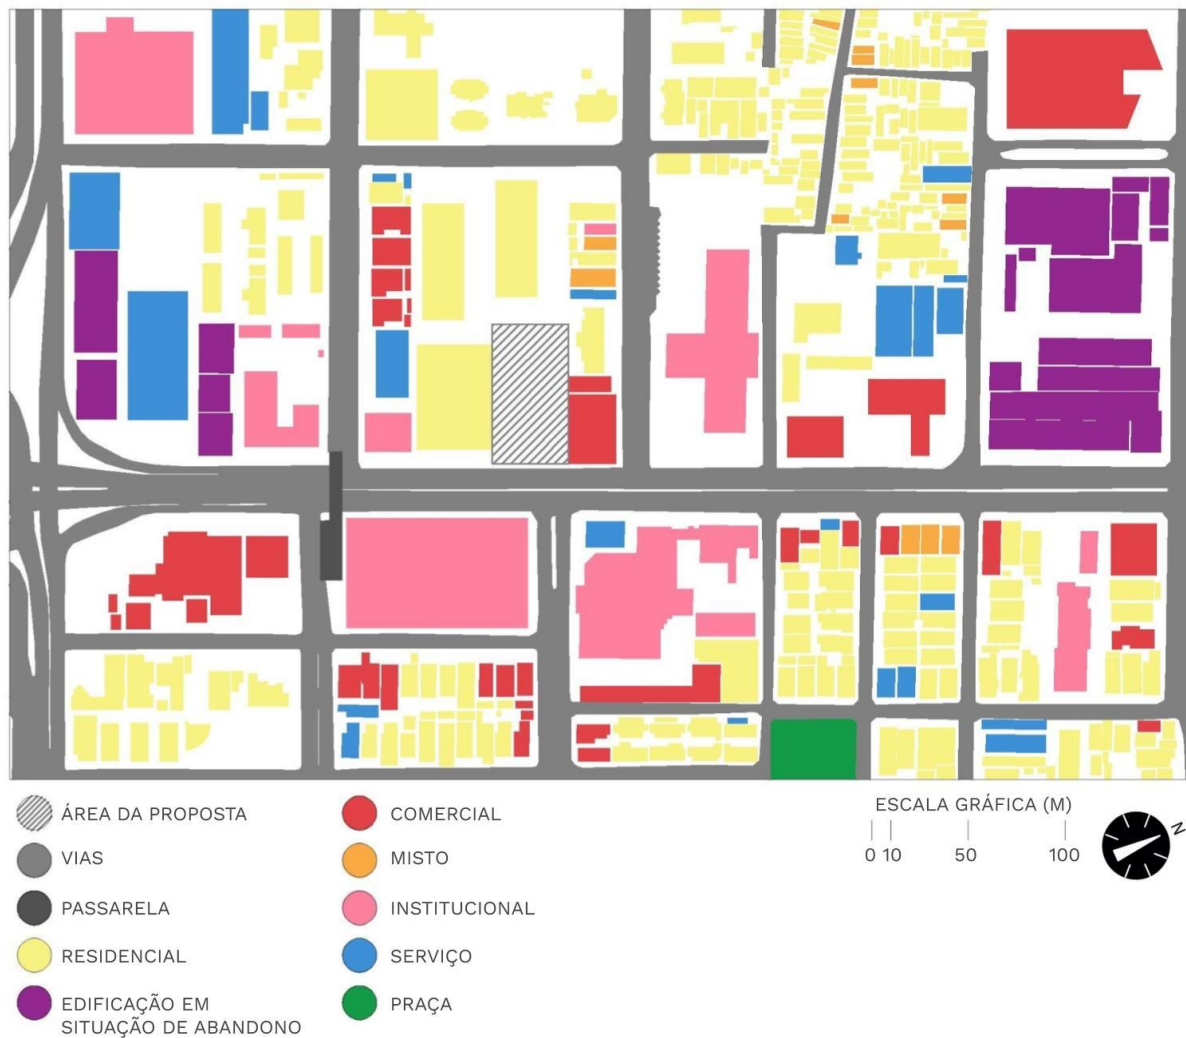 ÁREA DA PROPOSTA
VIAS
PASSARELA
RESIDENCIAL
EDIFICAÇÃO EM
SITUAÇÃO DE ABANDONO
COMERCIAL
MISTO
INSTITUCIONAL
SERVIÇO
PRAÇA
ESCALA GRÁFICA (M)
0 10 50 100
N